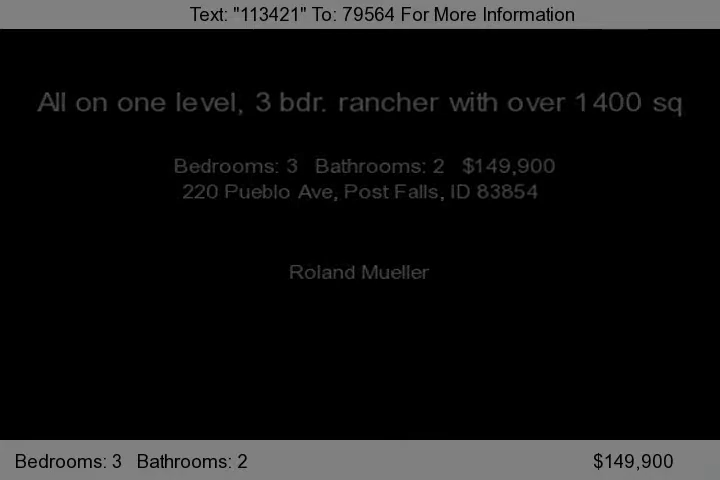 Text: "113421" To: 79564 For More Information
All on one level, 3 bdr. rancher with over 1400 sq
Bedrooms: 3 Bathrooms: 2 $149,900
220 Pueblo Ave, Post Falls, ID 83854
Roland Mueller
Bedrooms: 3 Bathrooms: 2 $149,900